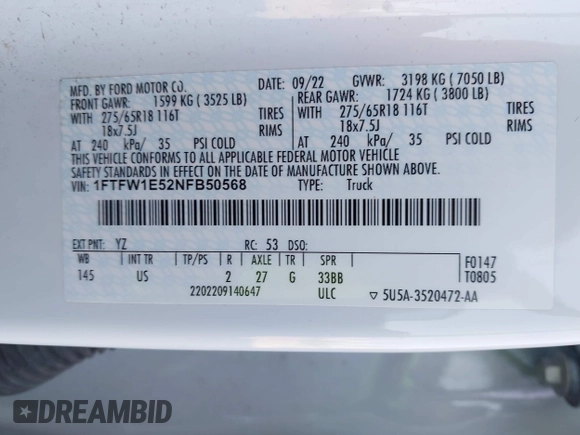 MFD. BY FORD MOTOR CO.
DATE: 09/22 GVWR: 3198 KG ( 7050 LB)
FRONT GAWR: 1599 KG ( 3525 LB) REAR GAWR: 1724 KG ( 3800 LB)
WITH 275/65R18 116T TIRES WITH 275/65R18 116T TIRES
18x7.5J RIMS 18x7.5J RIMS
AT 240 kPa/ 35 PSI COLD AT 240 kPa/ 35 PSI COLD
THIS VEHICLE CONFORMS TO ALL APPLICABLE FEDERAL MOTOR VEHICLE
SAFETY STANDARDS IN EFFECT ON THE DATE OF MANUFACTURE SHOWN ABOVE.
VIN: 1FTFW1E52NFB50568 TYPE: Truck
EXT PNT: YZ RC: 53 DSO:
WB INT TR TP/PS R AXLE TR SPR F0147
145 US 2 27 G 33BB T0805
2202209140647 ULC ▽ 5U5A-3520472-AA
DREAMBID